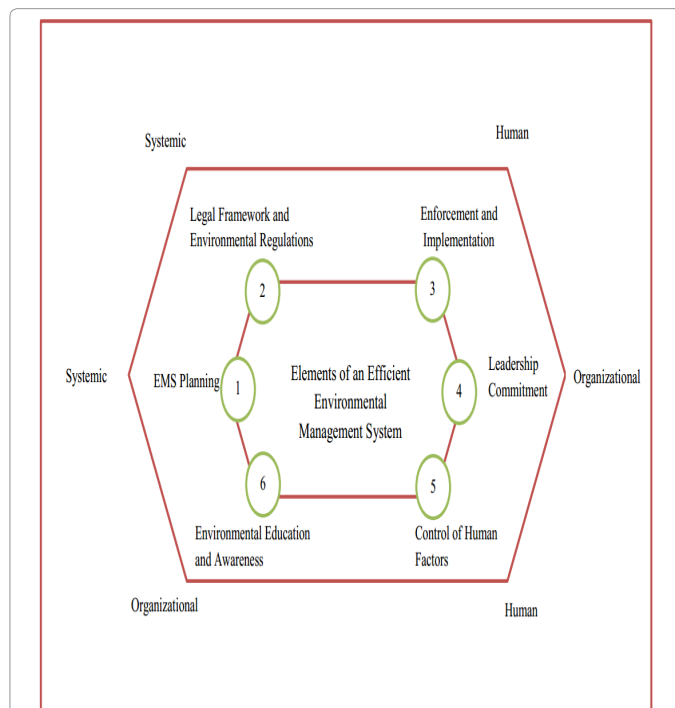 Human
Systemic
Legal Framework and
Environmental Regulations
Enforcement and
Implementation
2
3
Systemic
EMS Planning
1
Elements of an Efficient
Environmental
Management System
4
Leadership
Commitment
Organizational
6
5
Environmental Education
and Awareness
Control of Human
Factors
Organizational
Human